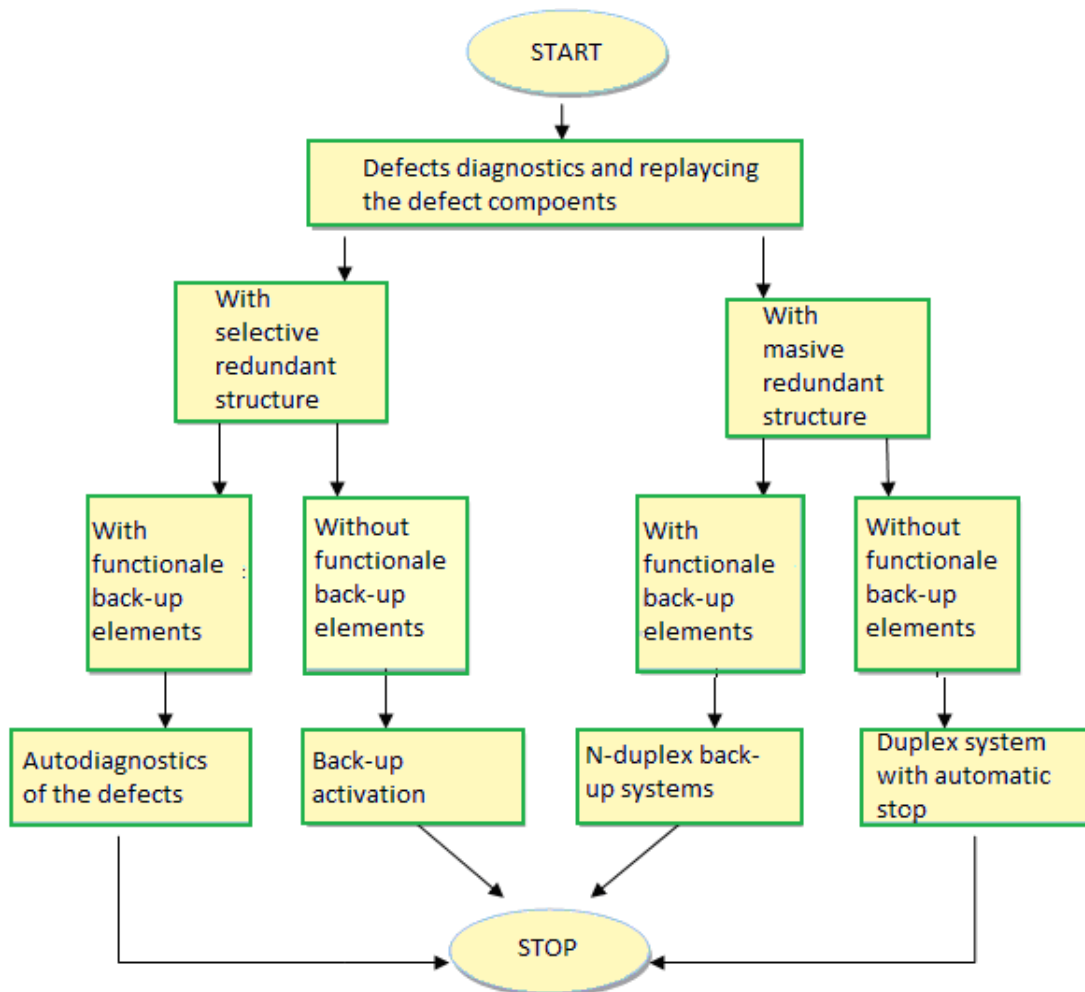 START
Defects diagnostics and replaycing
the defect compoents
With
selective
redundant
structure
With
masive
redundant
structure
With
functionale
back-up
elements
:
Without
functionale
back-up
elements
With
functionale
back-up
elements
Without
functionale
back-up
elements
Autodiagnostics
of the defects
Back-up
activation
N-duplex back-
up systems
Duplex system
with automatic
stop
STOP